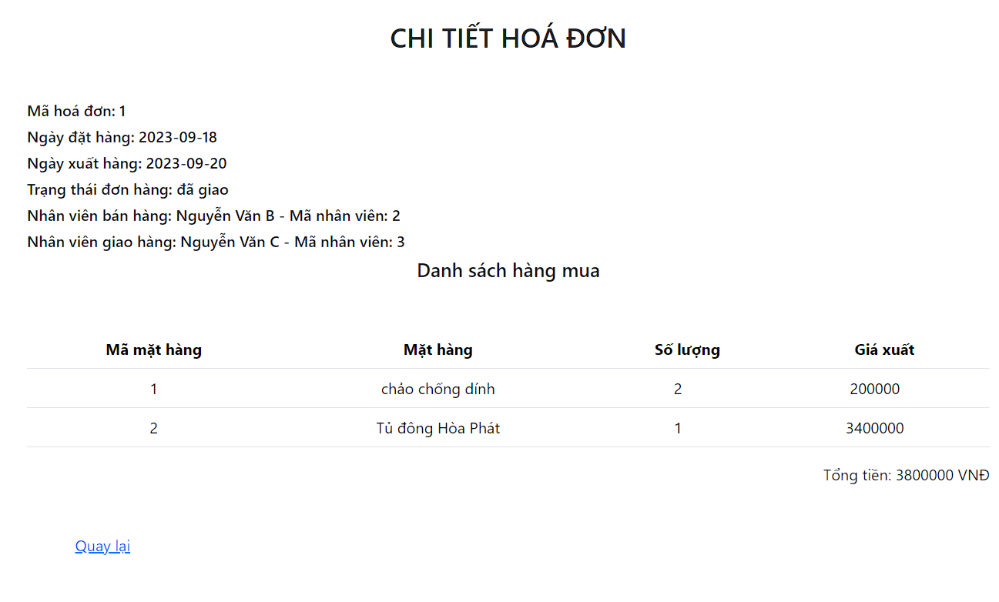 CHI TIẾT HOÁ ĐƠN
Mã hoá đơn: 1
Ngày đặt hàng: 2023-09-18
Ngày xuất hàng: 2023-09-20
Trạng thái đơn hàng: đã giao
Nhân viên bán hàng: Nguyễn Văn B - Mã nhân viên: 2
Nhân viên giao hàng: Nguyễn Văn C - Mã nhân viên: 3
Danh sách hàng mua
Mã mặt hàng Mặt hàng Số lượng Giá xuất
1 chảo chống dính 2 200000
2 Tủ đông Hòa Phát 1 3400000
Tổng tiền: 3800000 VNĐ
Quay lại